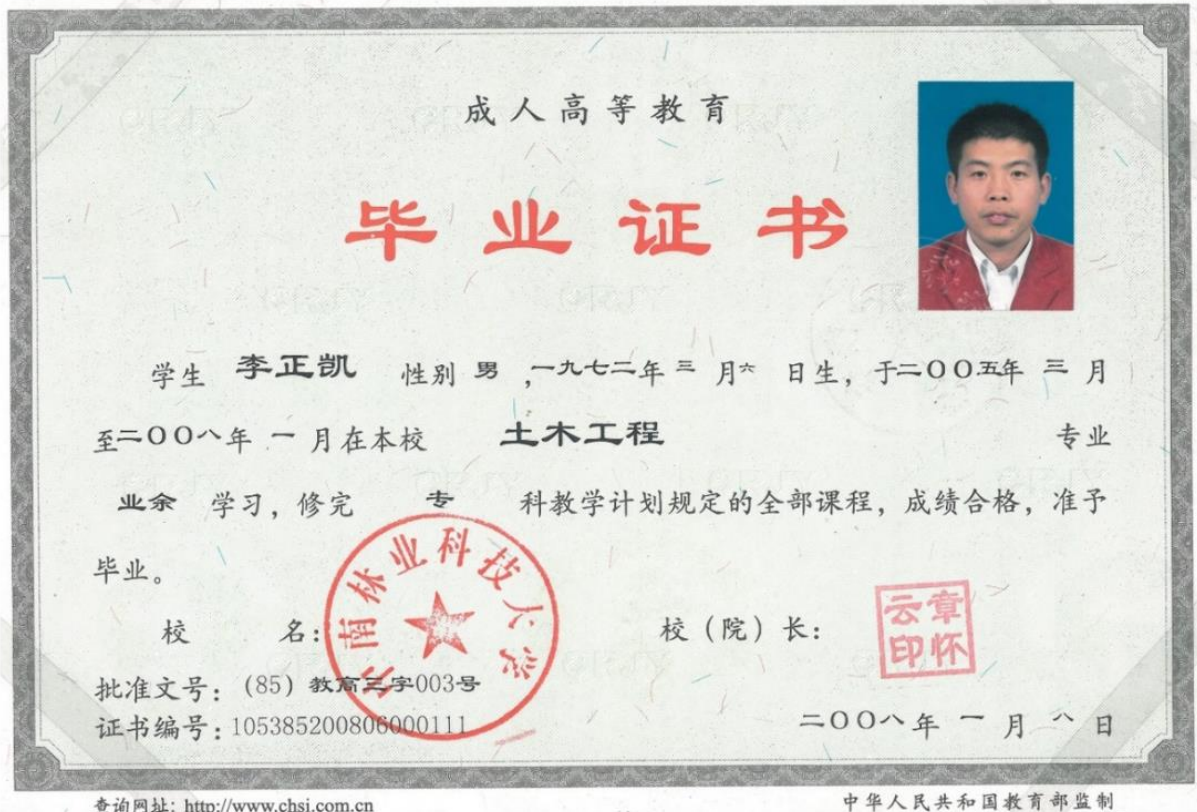 成人高等教育
毕业证书
学生 李正凯 性别 男 ,一九七二年 三 月六 日生，于二〇〇五年 三 月
至二〇〇八年 一 月在本校 土木工程 专业
业余 学习，修完 专 科教学计划规定的全部课程，成绩合格，准予
毕业。
校 名：
南林业科技大学
校（院）长：
章怀云印
批准文号：(85) 教高三字003号
证书编号：105385200806000111
二〇〇八年 一 月 八 日
查询网址：http://www.chsi.com.cn
中华人民共和国教育部监制